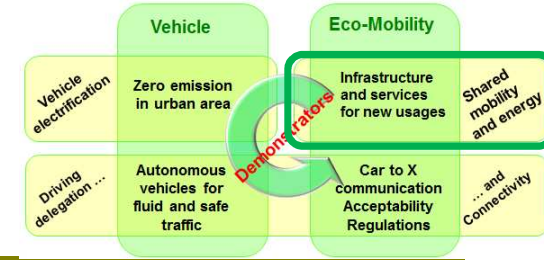 Vehicle
Eco-Mobility
Vehicle
electrification
Zero emission
in urban area
Infrastructure
and services
for new usages
Shared
mobility
and energy
Demonstrators
Driving
delegation ...
Autonomous
vehicles for
fluid and safe
traffic
Car to X
communication
Acceptability
Regulations
... and
Connectivity